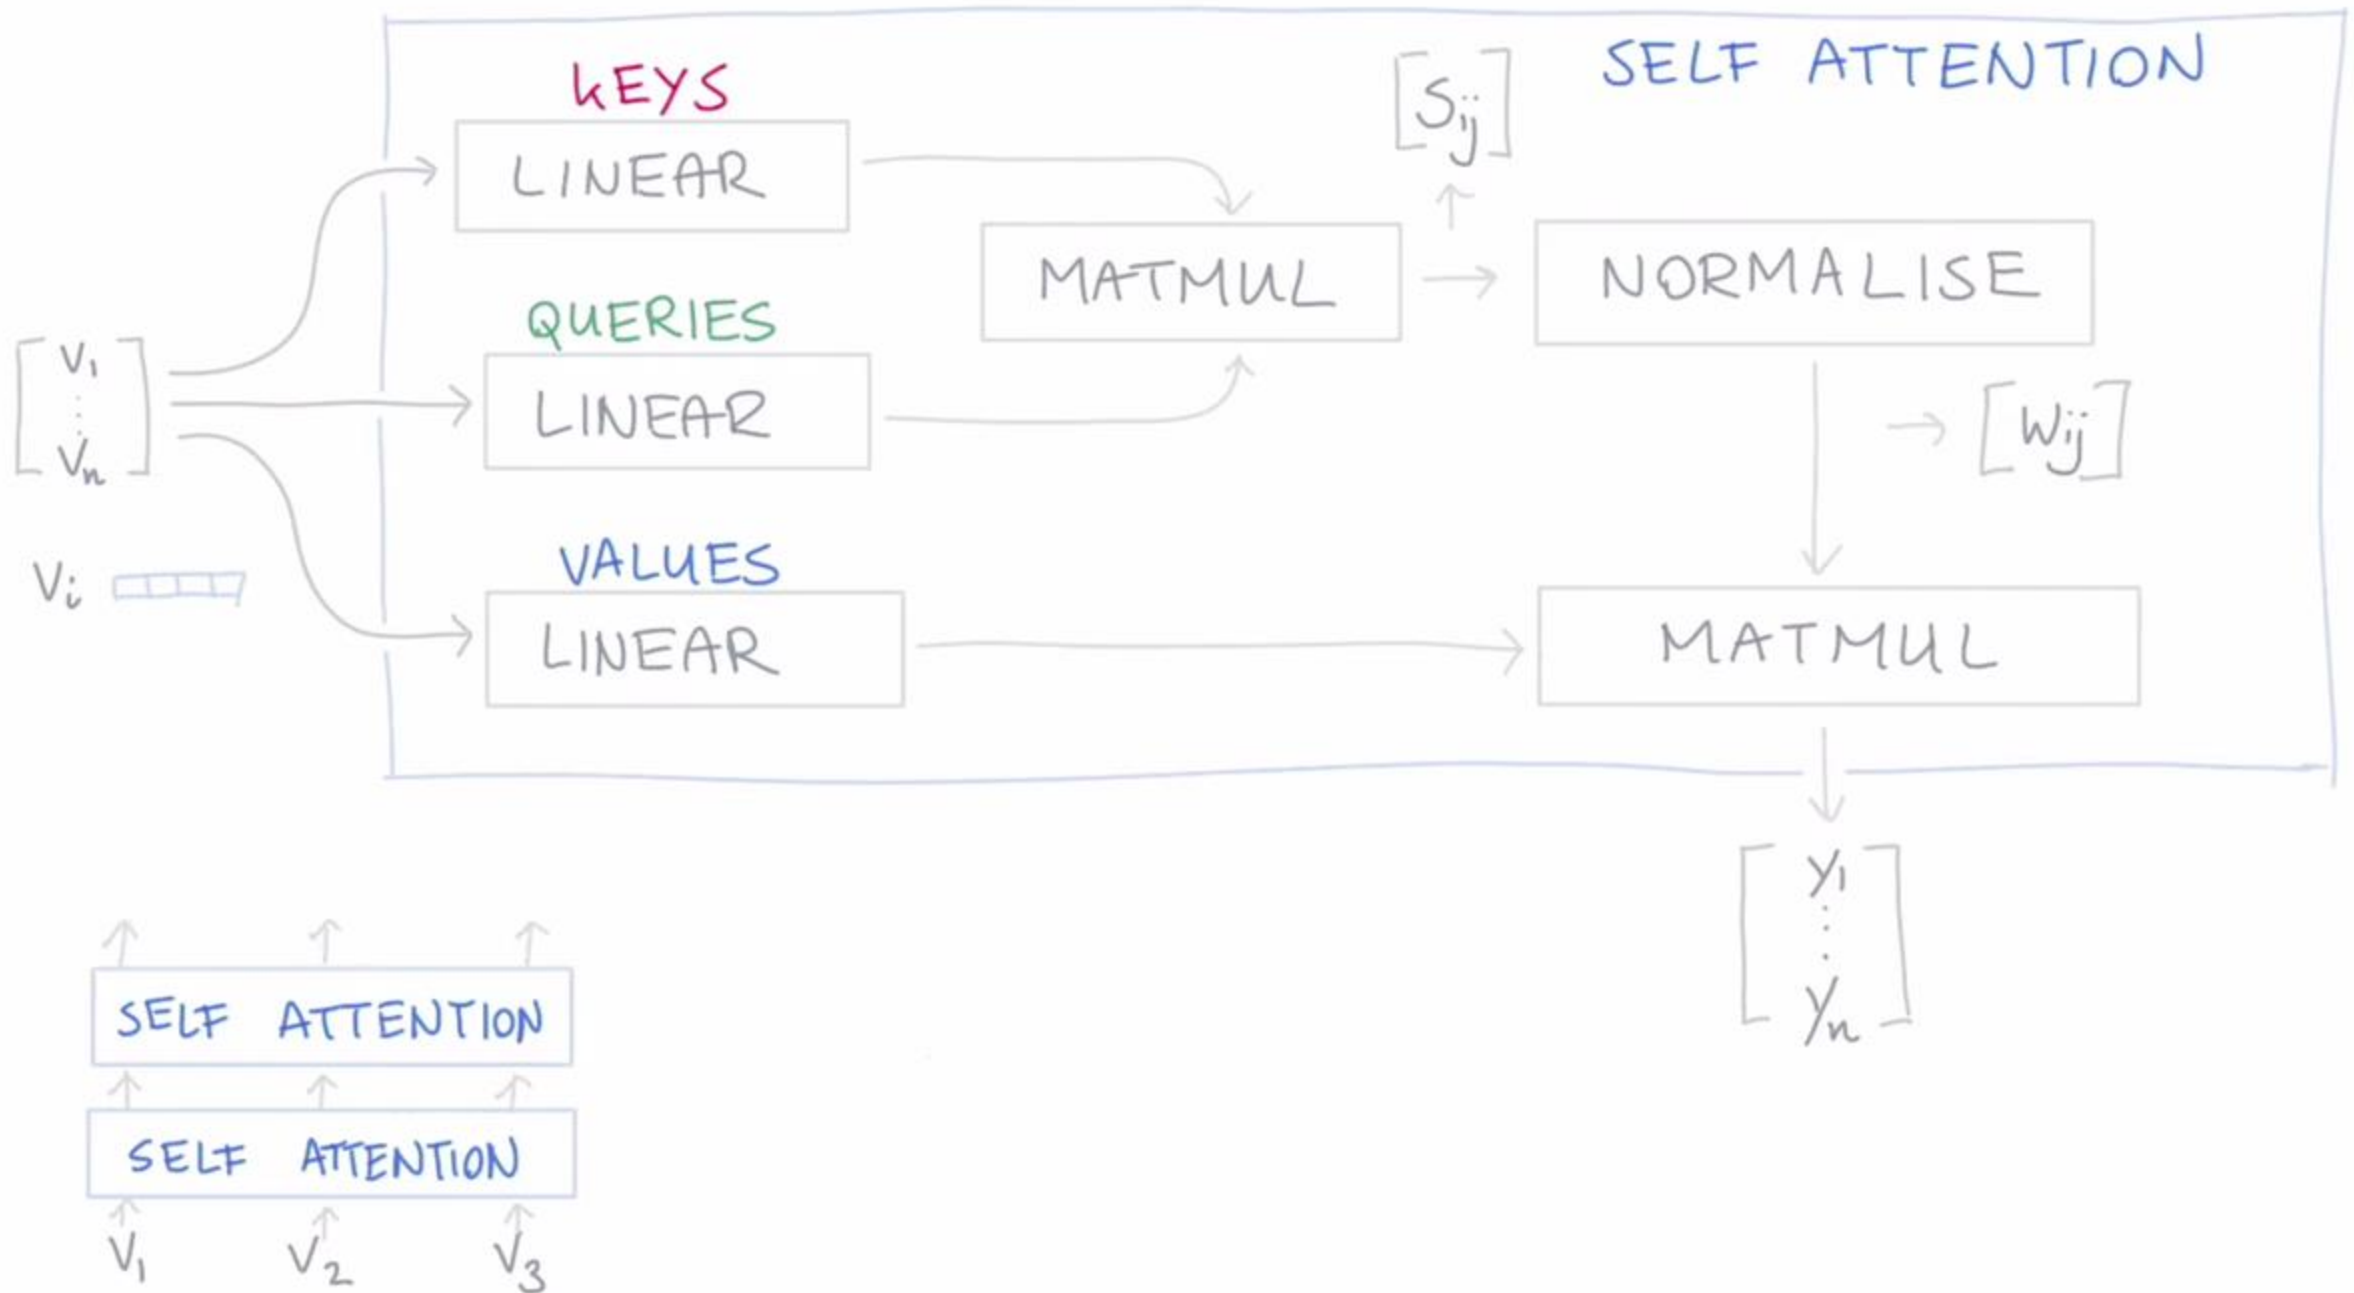 SELF ATTENTION
KEYS
LINEAR
[Sij]
MATMUL
NORMALISE
QUERIES
LINEAR
V1
⋮
Vn
[Wij]
Vi
VALUES
LINEAR
MATMUL
y1
⋮
yn
SELF ATTENTION
SELF ATTENTION
V1 V2 V3